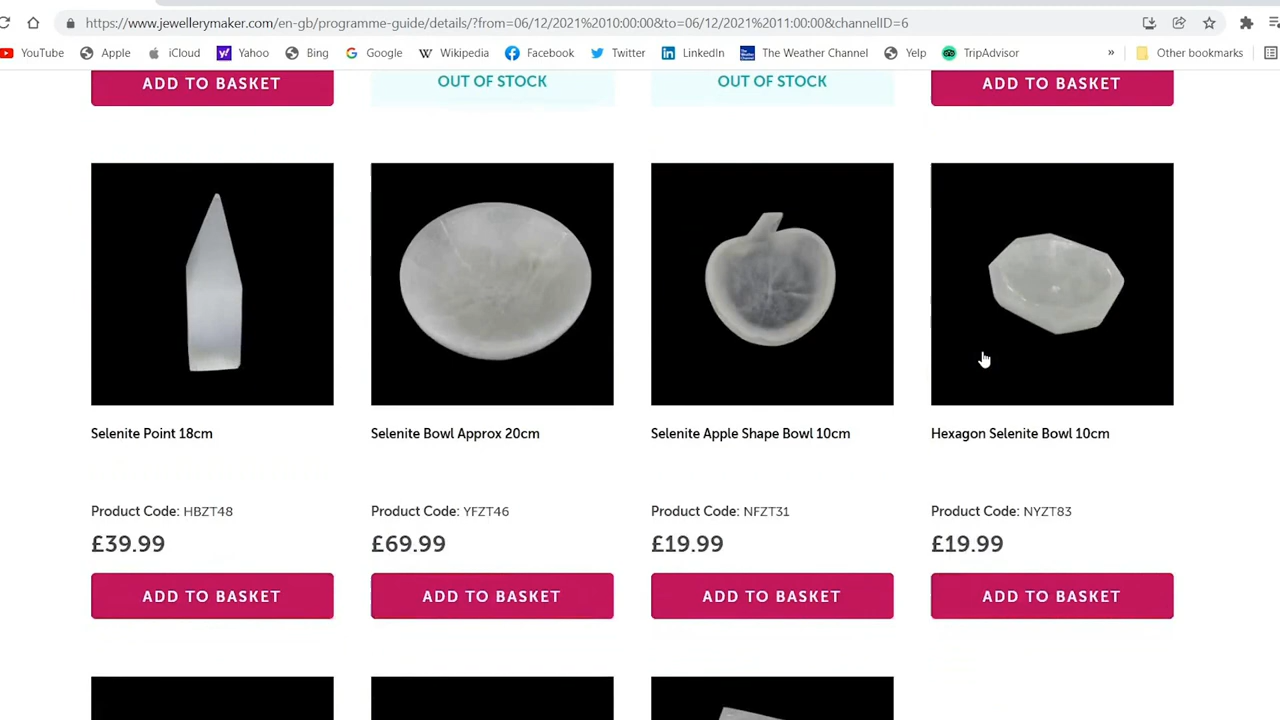 https://www.jewellerymaker.com/en-gb/programme-guide/details/?from=06/12/2021%2010:00:00&to=06/12/2021%2011:00:00&channelID=6
YouTube Apple iCloud Yahoo Bing Google Wikipedia Facebook Twitter LinkedIn The Weather Channel Yelp TripAdvisor » Other bookmarks
ADD TO BASKET OUT OF STOCK OUT OF STOCK ADD TO BASKET
Selenite Point 18cm Selenite Bowl Approx 20cm Selenite Apple Shape Bowl 10cm Hexagon Selenite Bowl 10cm
Product Code: HBZT48 Product Code: YFZT46 Product Code: NFZT31 Product Code: NYZT83
£39.99 £69.99 £19.99 £19.99
ADD TO BASKET ADD TO BASKET ADD TO BASKET ADD TO BASKET